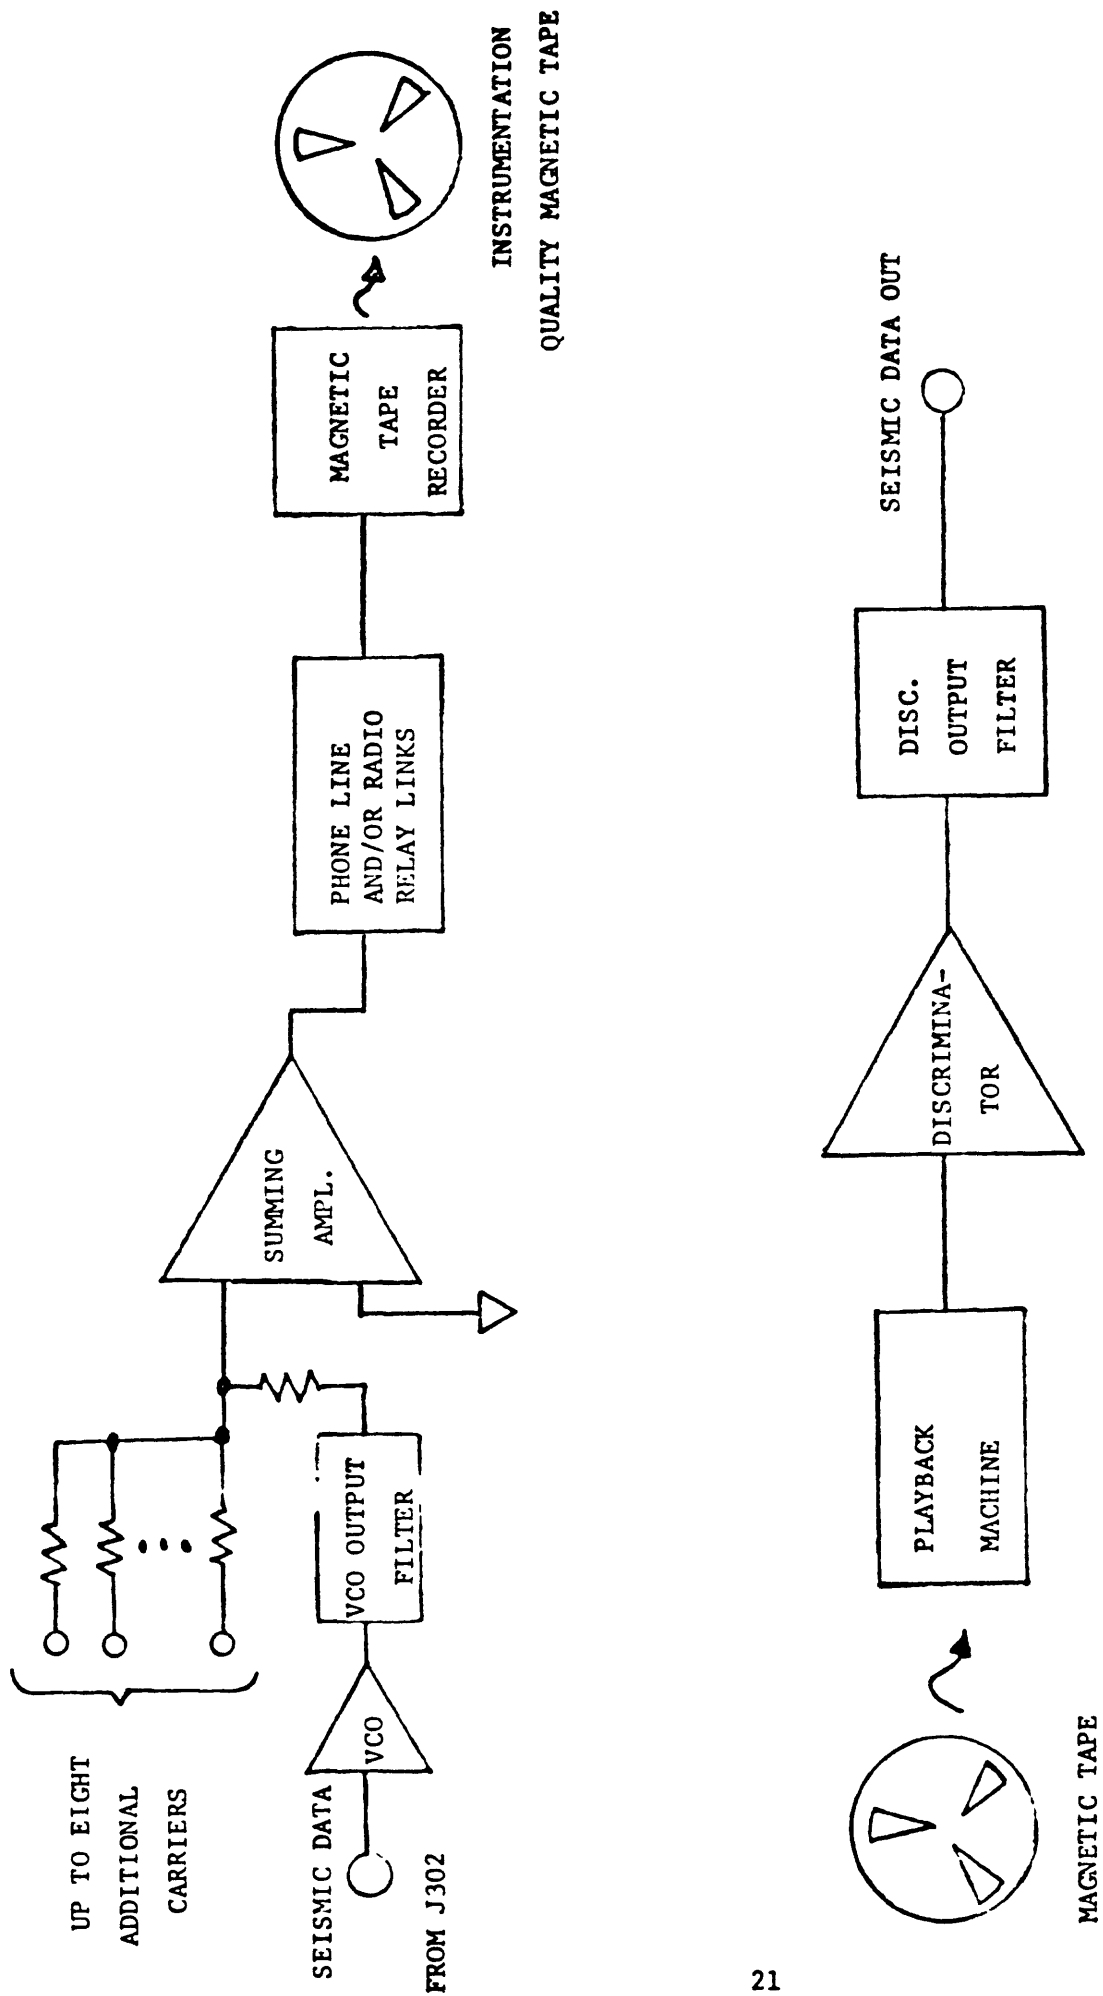 UP TO EIGHT
ADDITIONAL
CARRIERS
SEISMIC DATA
FROM J302
VCO
VCO OUTPUT
FILTER
SUMMING
AMPL.
PHONE LINE
AND/OR RADIO
RELAY LINKS
MAGNETIC
TAPE
RECORDER
INSTRUMENTATION
QUALITY MAGNETIC TAPE
MAGNETIC TAPE
PLAYBACK
MACHINE
DISCRIMINA-
TOR
DISC.
OUTPUT
FILTER
SEISMIC DATA OUT
21